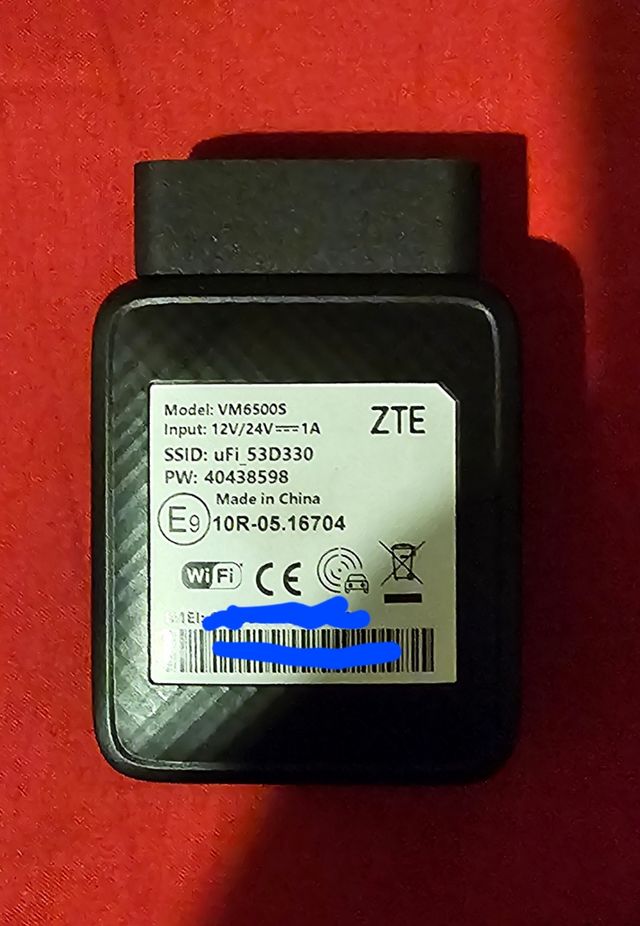 Model: VM6500S
Input: 12V/24V⎓1A
ZTE
SSID: uFi_53D330
PW: 40438598
Made in China
E9 10R-05.16704
WiFi CE
IMEI: